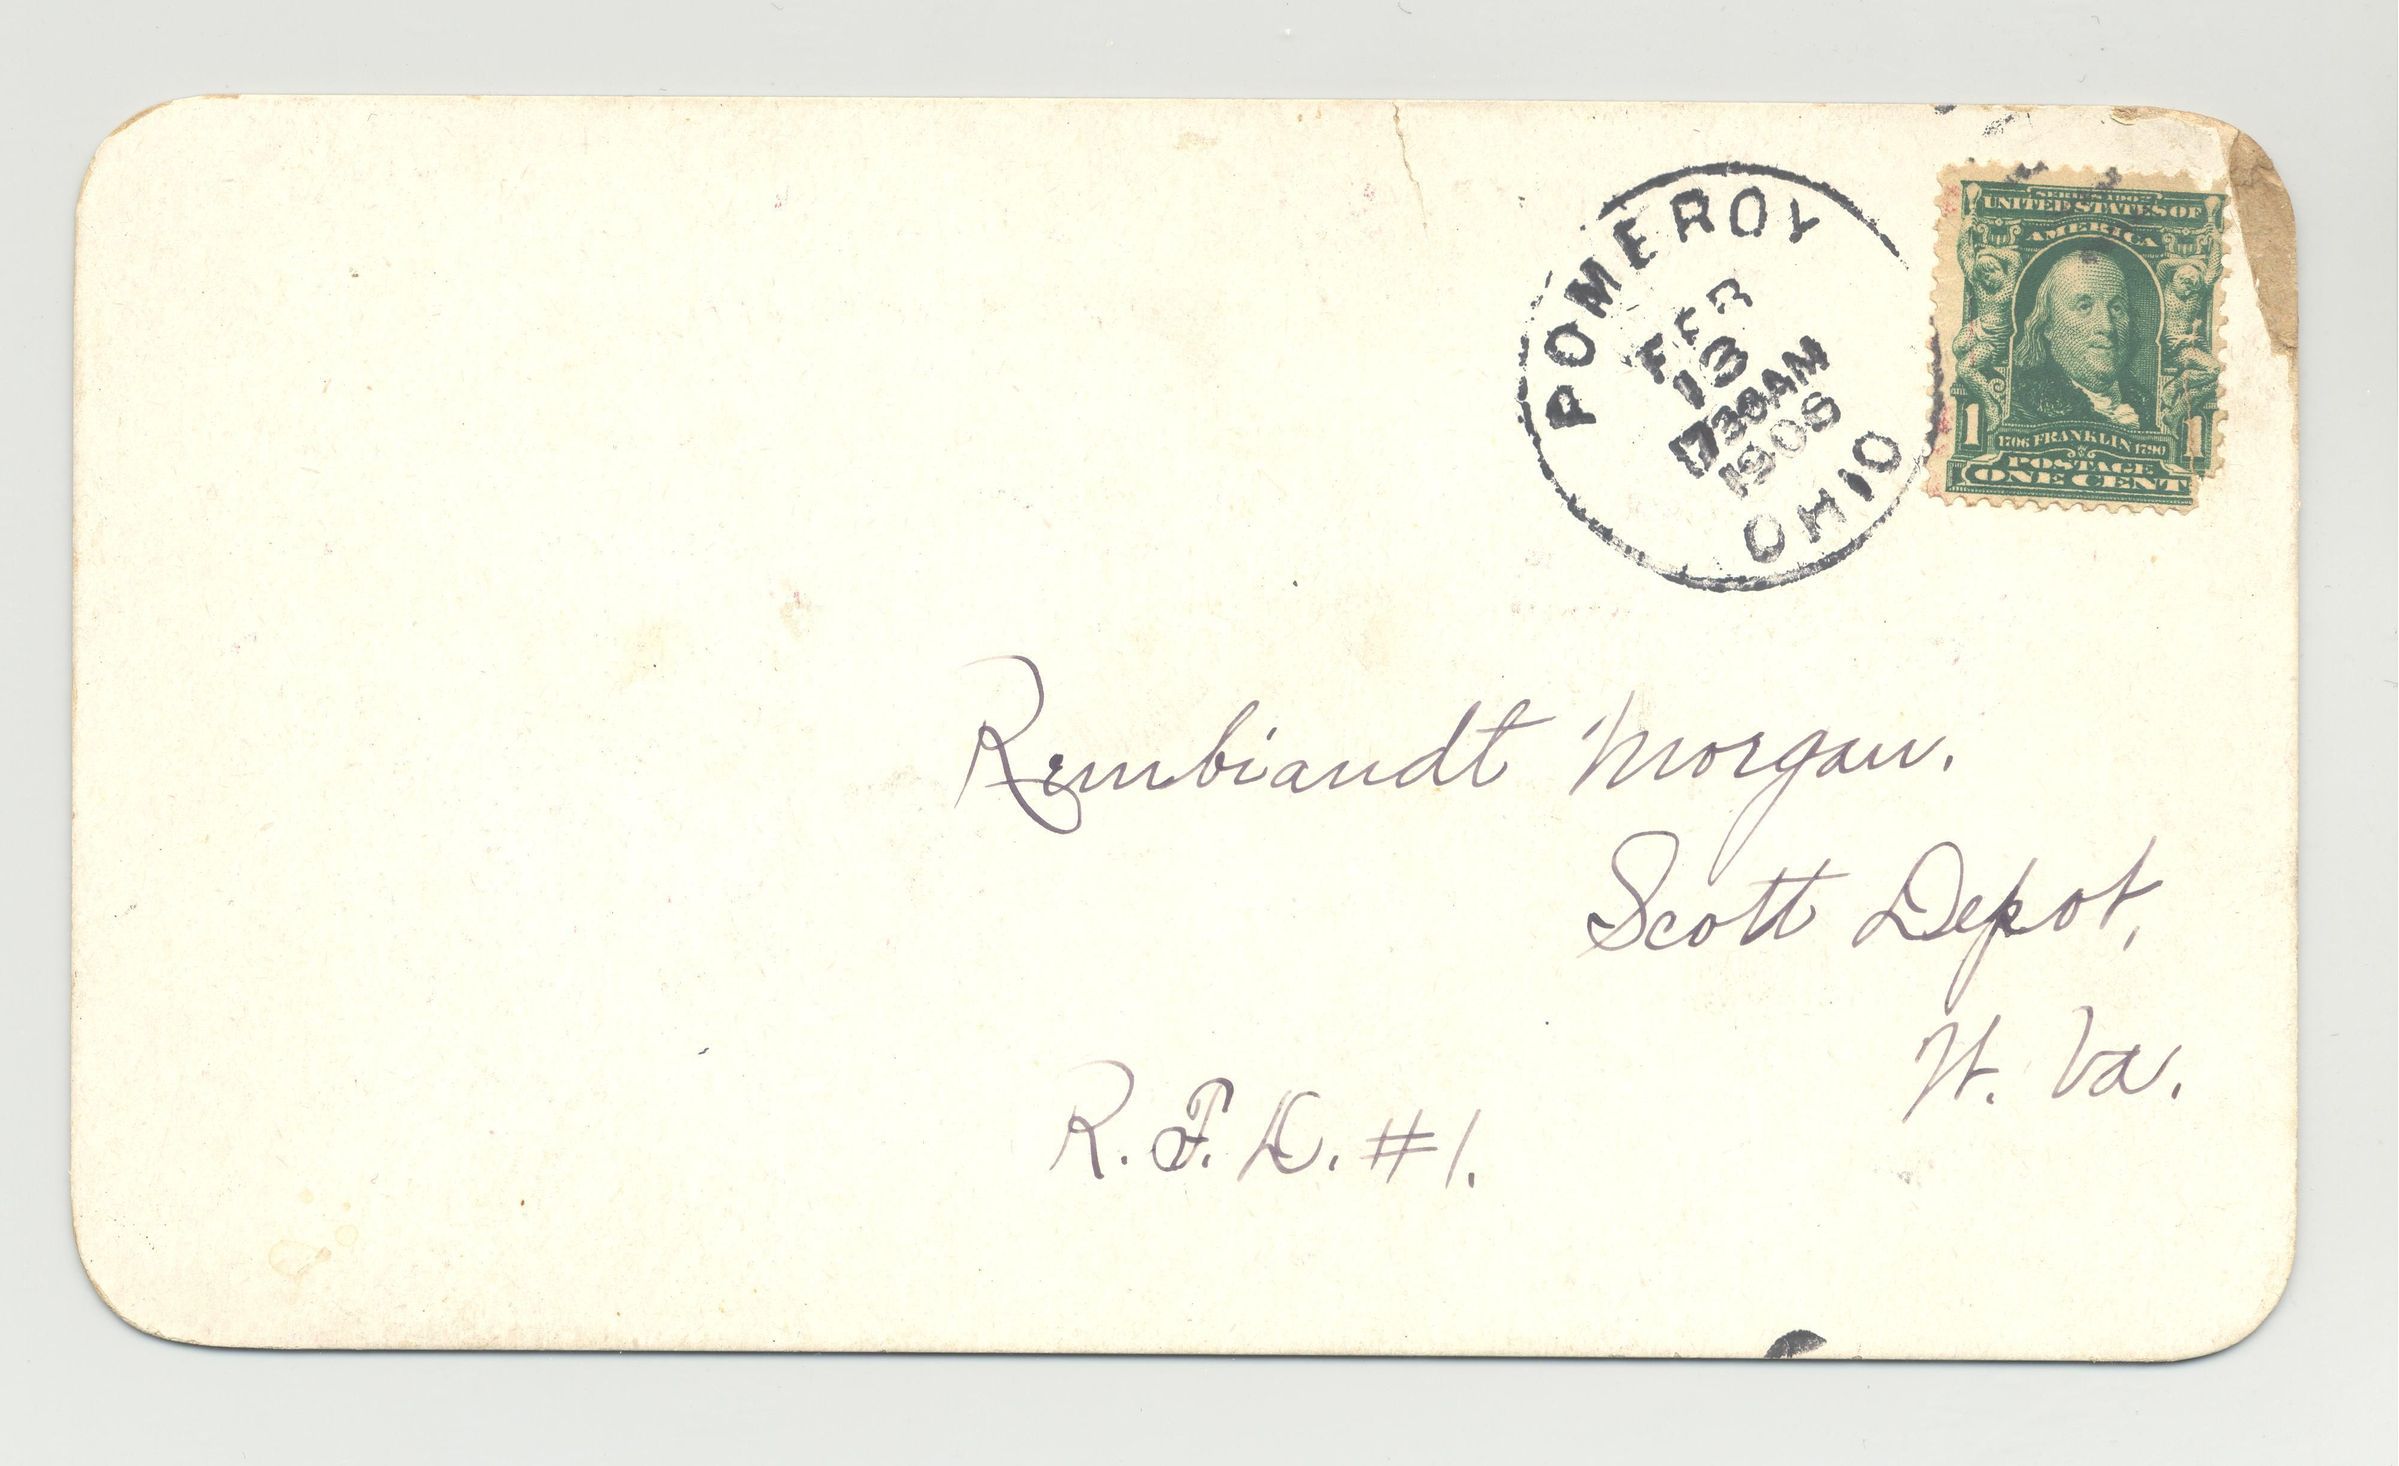 POMEROY
FEB
13
730AM
OHIO
SERIES 1902
UNITED STATES OF
AMERICA
1 1
1706 FRANKLIN 1790
POSTAGE
ONE CENT
Rembrandt Morgan.
Scott Depot,
W. Va.
R.F.D. #1.